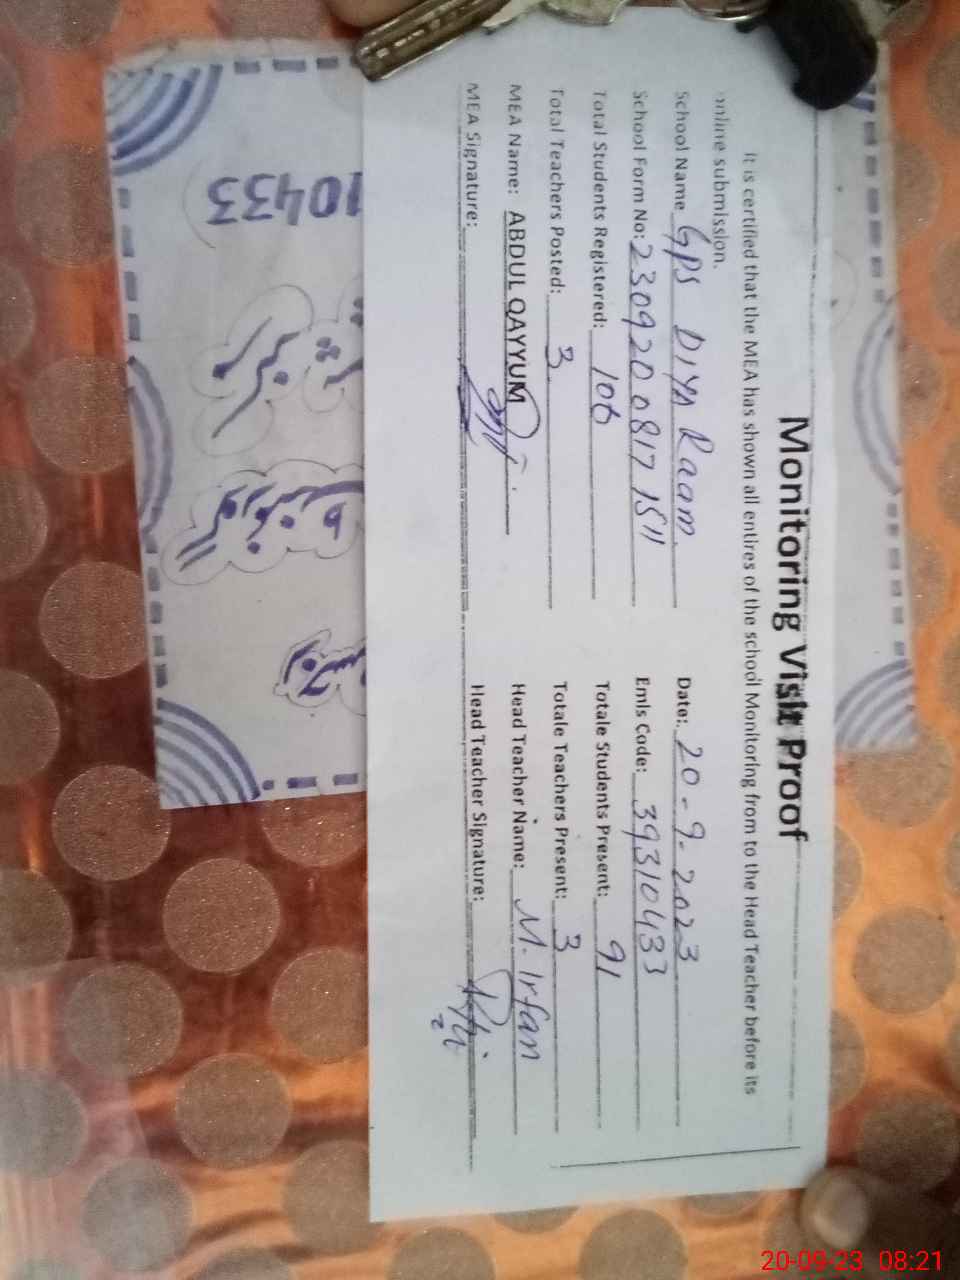 Monitoring Visit Proof
It is certified that the MEA has shown all entires of the school Monitoring from to the Head Teacher before its
online submission.
School Name GPS DIYA Raam Date: 20-9-2023
School Form No: 2309200817 1511 Emis Code: 39310433
Total Students Registered: 106 Totale Students Present: 91
Total Teachers Posted: 3 Totale Teachers Present: 3
MEA Name: ABDUL QAYYUM Head Teacher Name: M. Irfan
MEA Signature: Head Teacher Signature:
10433
20-09-23 08:21